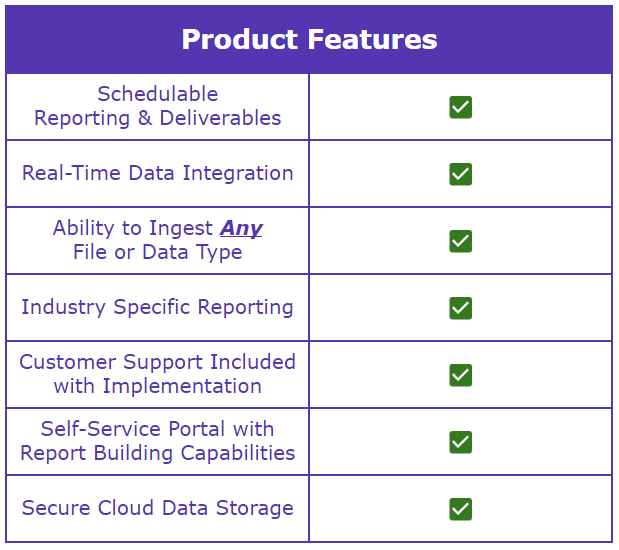 Product Features
Schedulable
Reporting & Deliverables
Real-Time Data Integration
Ability to Ingest Any
File or Data Type
Industry Specific Reporting
Customer Support Included
with Implementation
Self-Service Portal with
Report Building Capabilities
Secure Cloud Data Storage